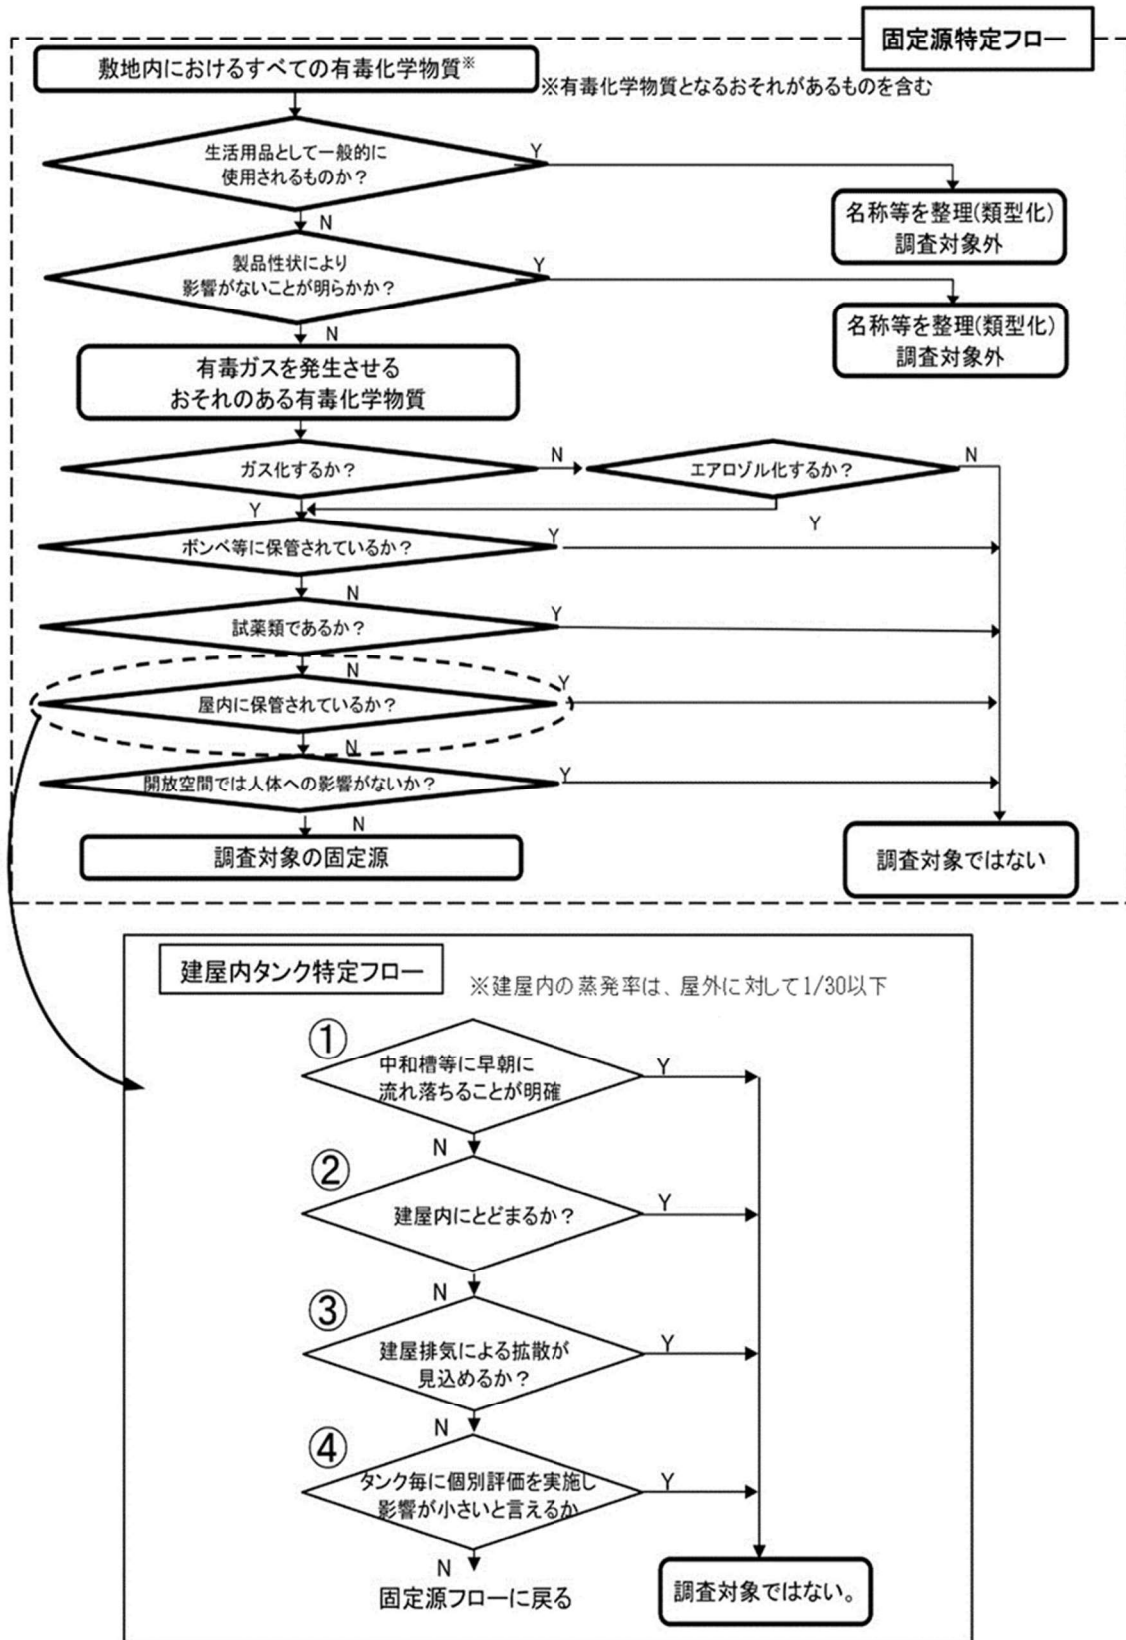 固定源特定フロー
敷地内におけるすべての有毒化学物質※
※有毒化学物質となるおそれがあるものを含む
生活用品として一般的に
使用されるものか？
Y
名称等を整理(類型化)
調査対象外
N
製品性状により
影響がないことが明らかか？
Y
名称等を整理(類型化)
調査対象外
N
有毒ガスを発生させる
おそれのある有毒化学物質
ガス化するか？
N
エアロゾル化するか？
N
Y
Y
ボンベ等に保管されているか？
Y
N
試薬類であるか？
Y
N
屋内に保管されているか？
Y
N
開放空間では人体への影響がないか？
Y
N
調査対象の固定源
調査対象ではない
建屋内タンク特定フロー
※建屋内の蒸発率は、屋外に対して1/30以下
①
中和槽等に早朝に
流れ落ちることが明確
Y
N
②
建屋内にとどまるか？
Y
N
③
建屋排気による拡散が
見込めるか？
Y
N
④
タンク毎に個別評価を実施し
影響が小さいと言えるか
Y
N
固定源フローに戻る
調査対象ではない。